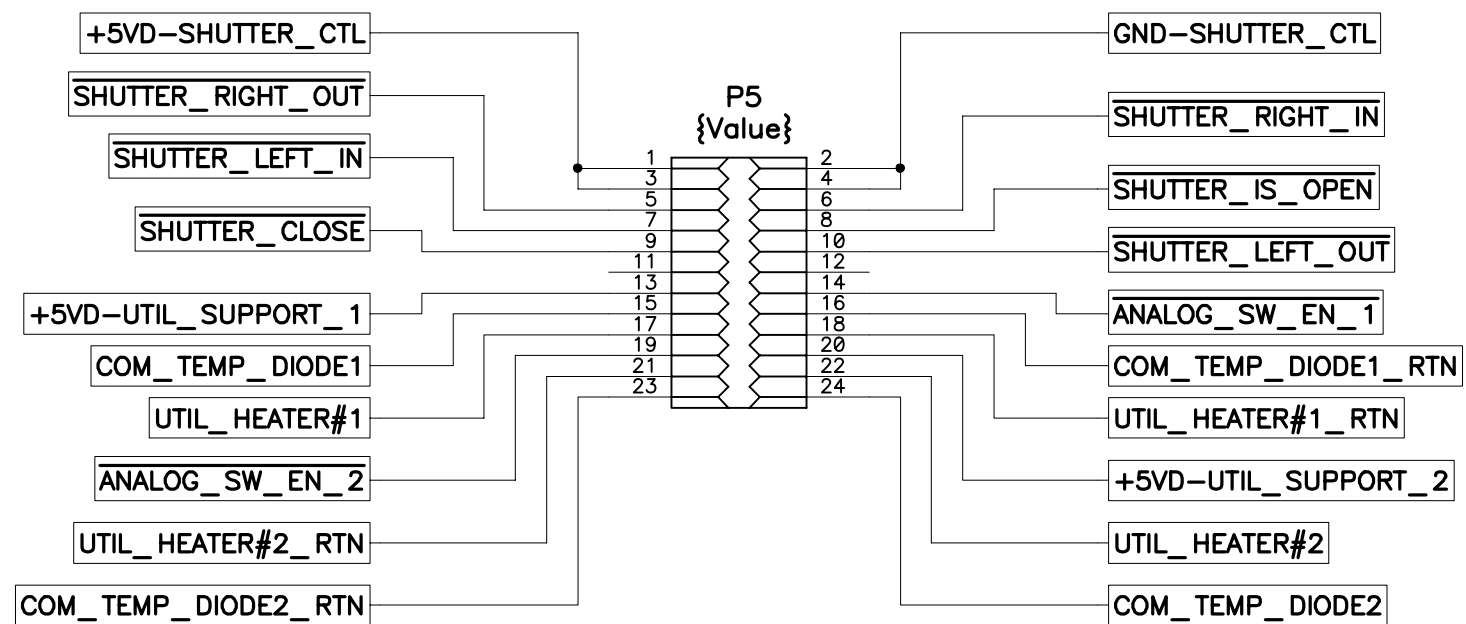 +5VD-SHUTTER_CTL
GND-SHUTTER_CTL
SHUTTER_RIGHT_OUT
SHUTTER_RIGHT_IN
P5
{Value}
SHUTTER_LEFT_IN
SHUTTER_IS_OPEN
SHUTTER_CLOSE
SHUTTER_LEFT_OUT
1 2
3 4
5 6
7 8
9 10
11 12
13 14
15 16
17 18
19 20
21 22
23 24
+5VD-UTIL_SUPPORT_1
ANALOG_SW_EN_1
COM_TEMP_DIODE1
COM_TEMP_DIODE1_RTN
UTIL_HEATER#1
UTIL_HEATER#1_RTN
ANALOG_SW_EN_2
+5VD-UTIL_SUPPORT_2
UTIL_HEATER#2_RTN
UTIL_HEATER#2
COM_TEMP_DIODE2_RTN
COM_TEMP_DIODE2